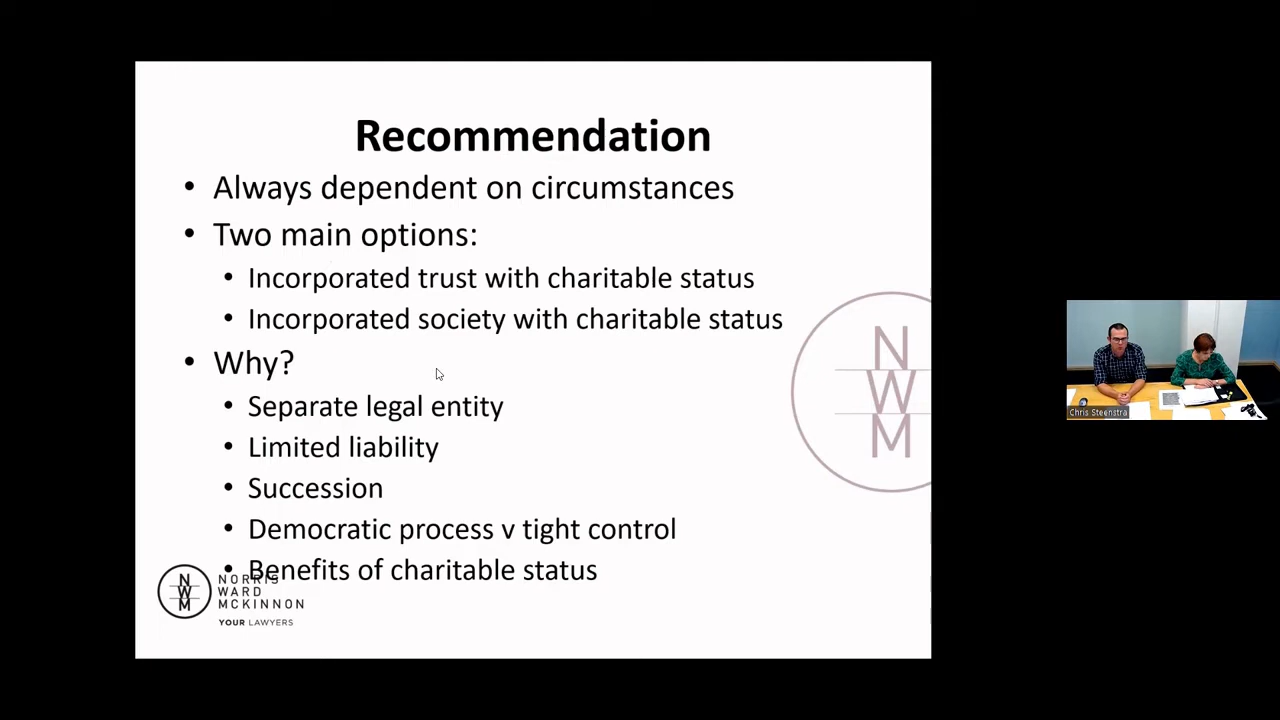 Recommendation
• Always dependent on circumstances
• Two main options:
• Incorporated trust with charitable status
• Incorporated society with charitable status
• Why?
• Separate legal entity
• Limited liability
• Succession
• Democratic process v tight control
• Benefits of charitable status
N
W
M
NORRIS
WARD
MCKINNON
YOUR LAWYERS
N
W
M
Chris Steenstra